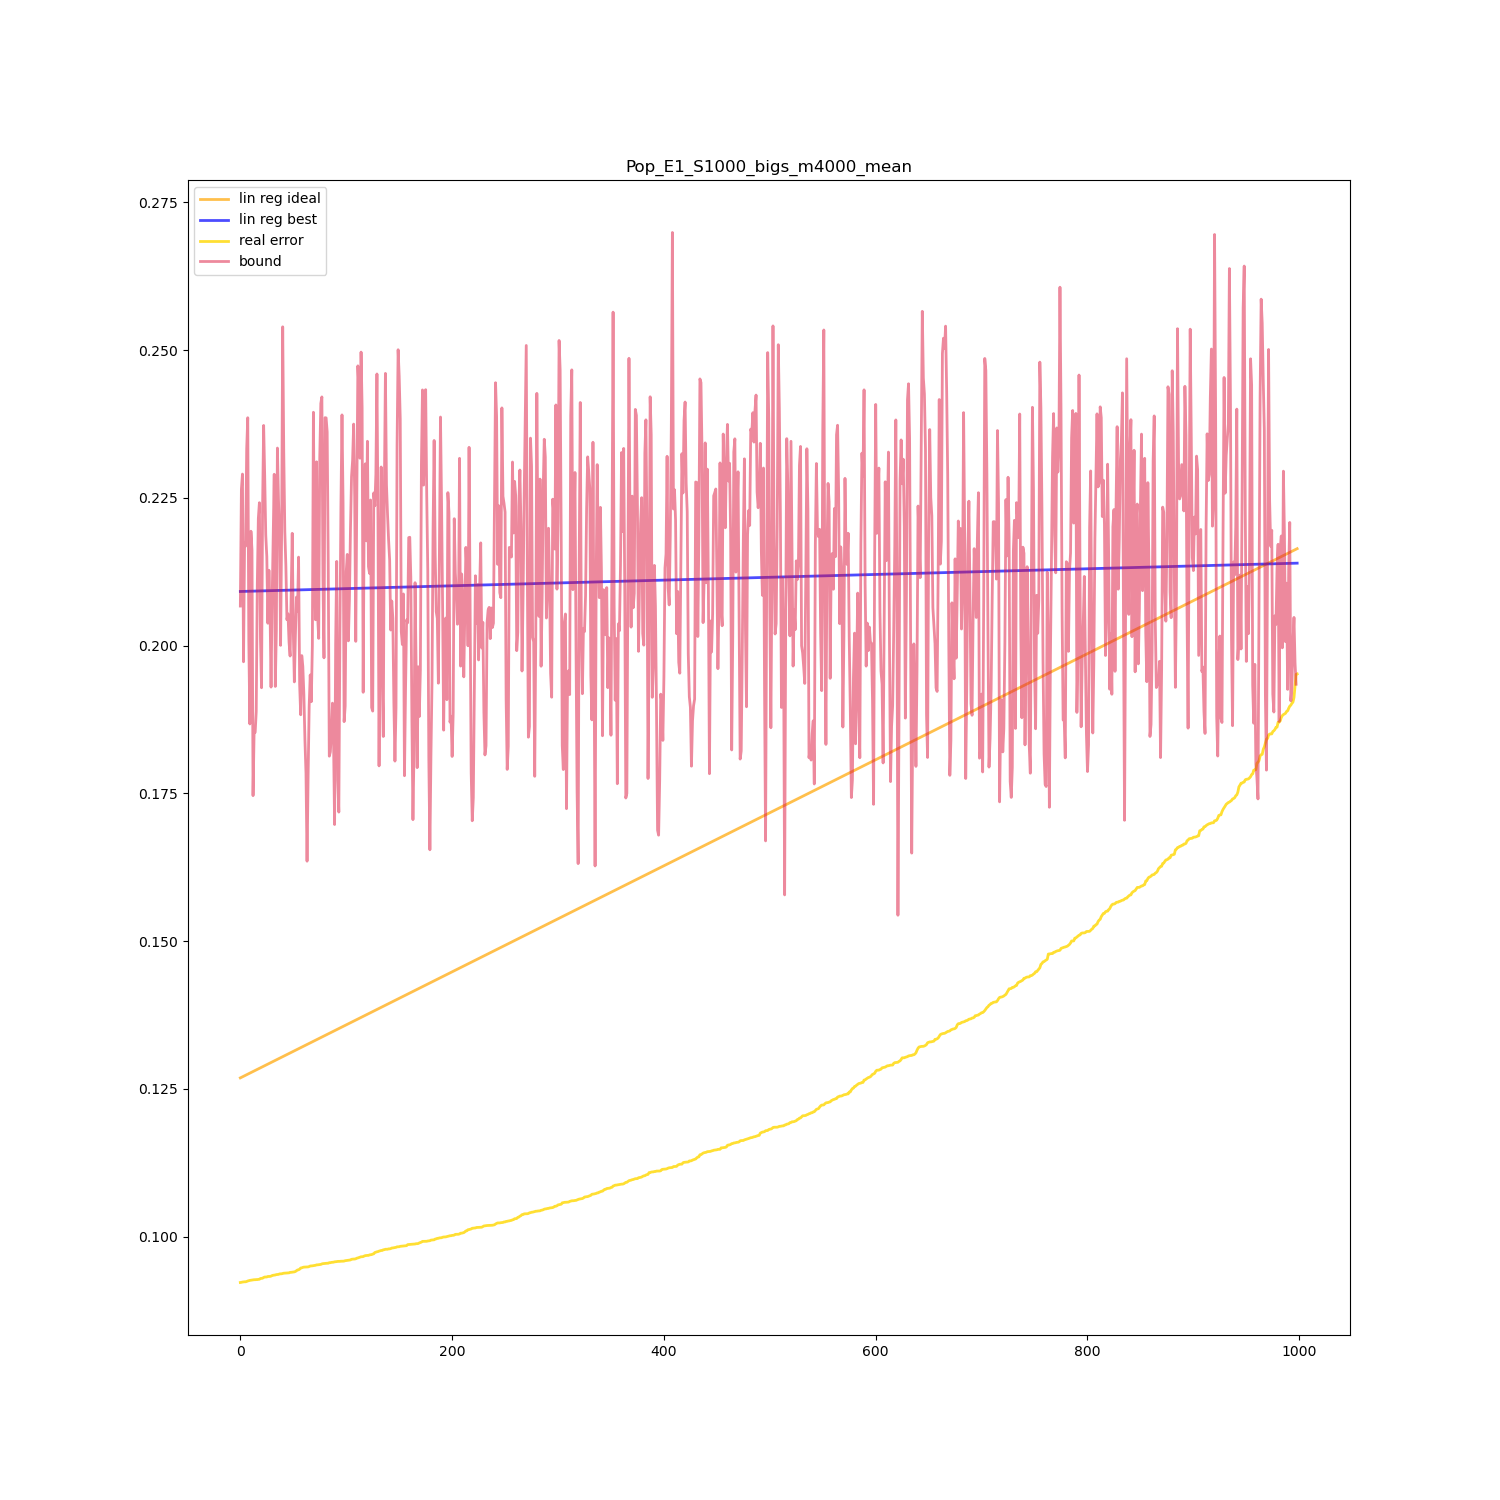 Pop_E1_S1000_bigs_m4000_mean
lin reg ideal
lin reg best
real error
bound
0.275
0.250
0.225
0.200
0.175
0.150
0.125
0.100
0 200 400 600 800 1000